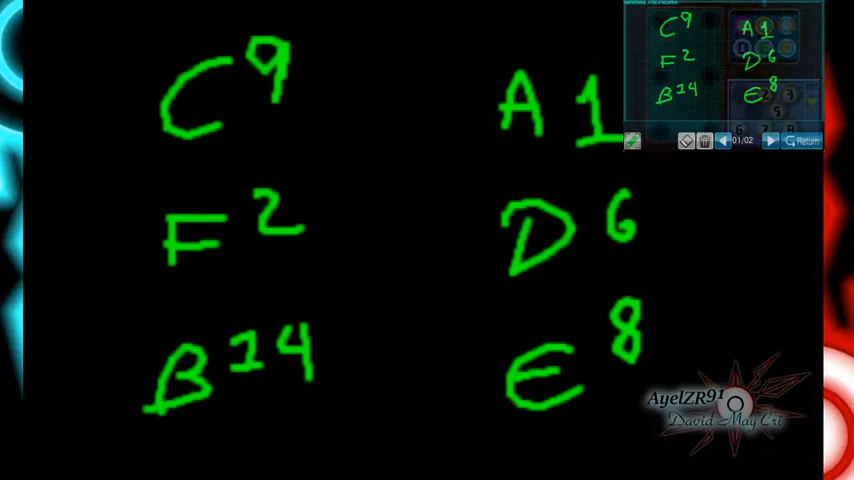 C9 A1
F2 D6
B14 E8
C9 A1
F2 D6
B14 E8
01/02 Return
AyelZR91
David May Cri